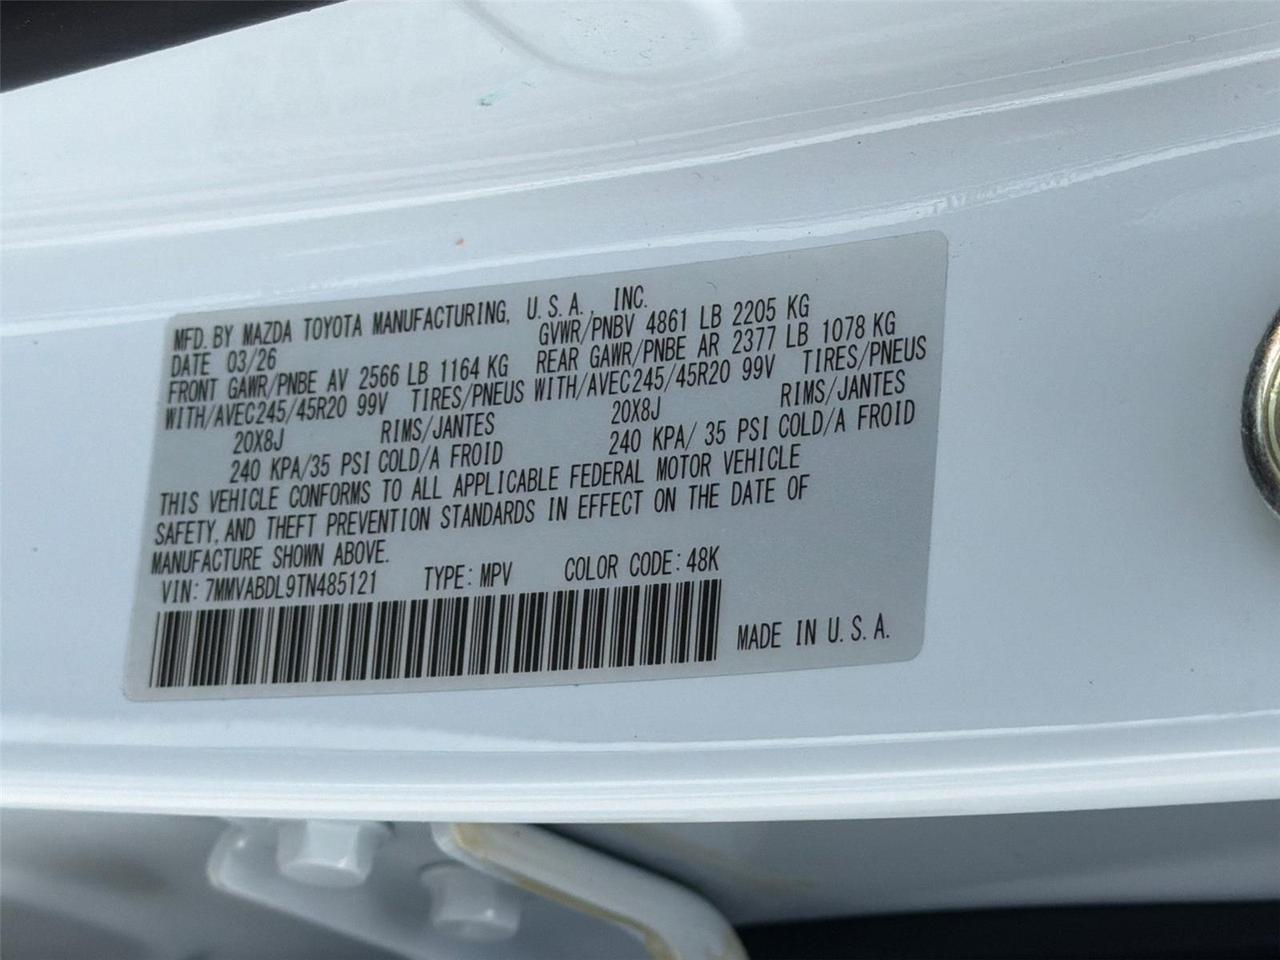 MFD. BY MAZDA TOYOTA MANUFACTURING, U.S.A., INC.
DATE 03/26 GVWR/PNBV 4861 LB 2205 KG
FRONT GAWR/PNBE AV 2566 LB 1164 KG REAR GAWR/PNBE AR 2377 LB 1078 KG
WITH/AVEC245/45R20 99V TIRES/PNEUS WITH/AVEC245/45R20 99V TIRES/PNEUS
20X8J RIMS/JANTES 20X8J RIMS/JANTES
240 KPA/35 PSI COLD/A FROID 240 KPA/ 35 PSI COLD/A FROID
THIS VEHICLE CONFORMS TO ALL APPLICABLE FEDERAL MOTOR VEHICLE
SAFETY, AND THEFT PREVENTION STANDARDS IN EFFECT ON THE DATE OF
MANUFACTURE SHOWN ABOVE.
VIN: 7MMVABDL9TN485121 TYPE: MPV COLOR CODE: 48K
MADE IN U.S.A.